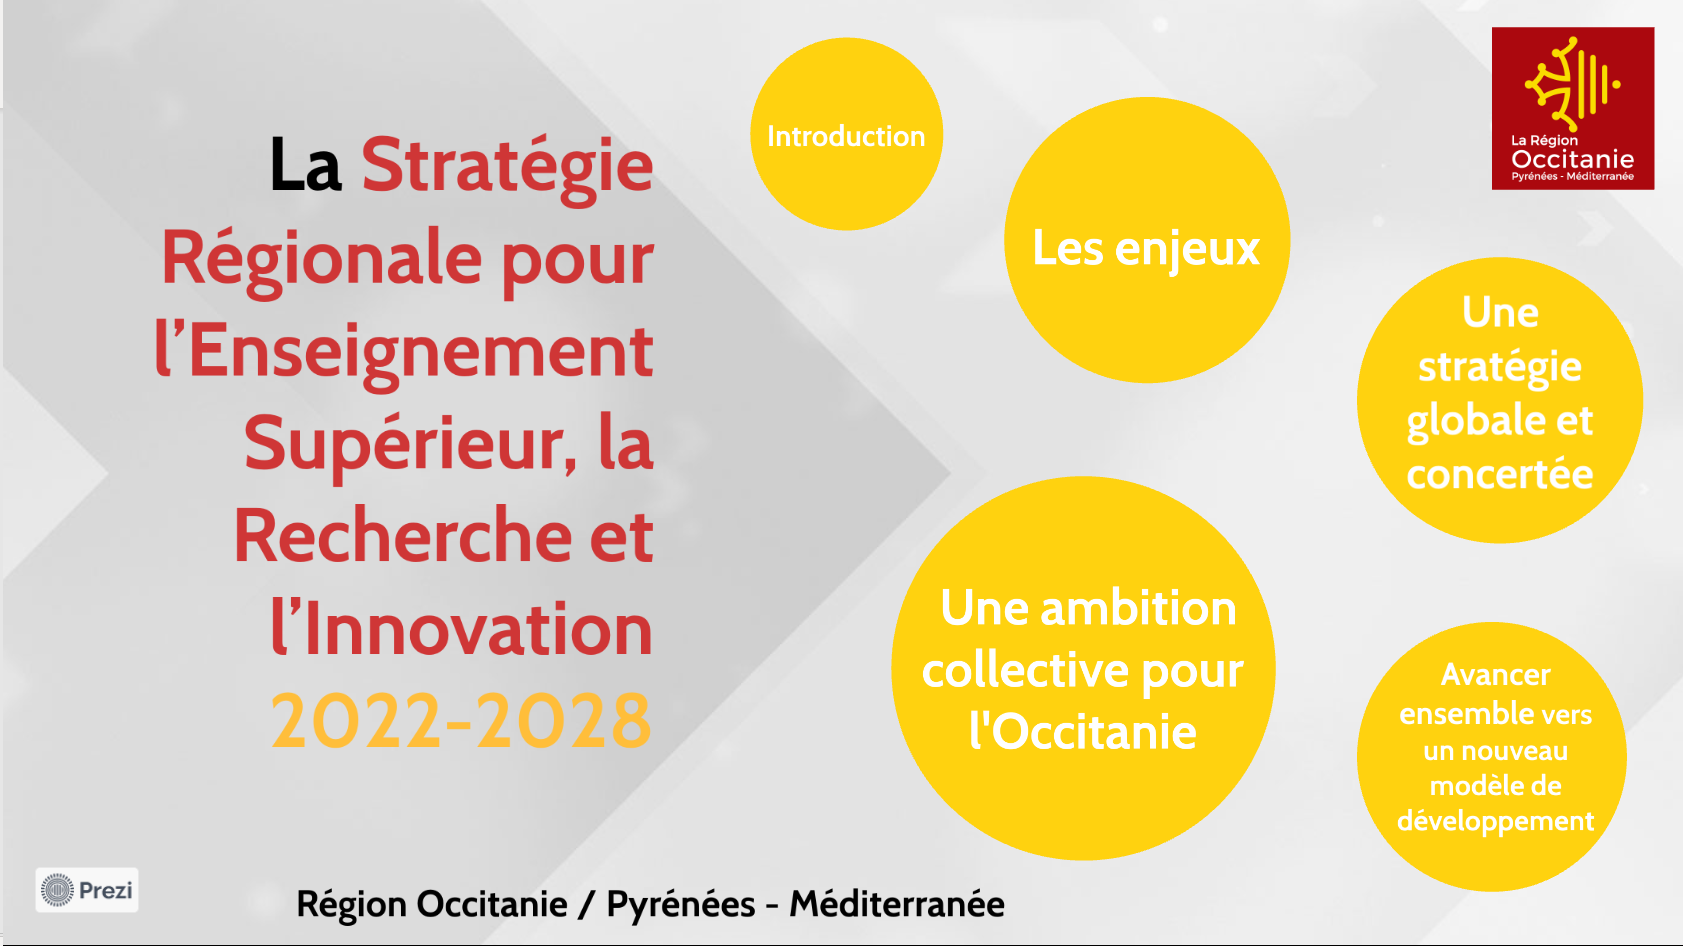 La Stratégie
Régionale pour
l’Enseignement
Supérieur, la
Recherche et
l’Innovation
2022-2028
Introduction
Les enjeux
Une
stratégie
globale et
concertée
Une ambition
collective pour
l'Occitanie
Avancer
ensemble vers
un nouveau
modèle de
développement
La Région
Occitanie
Pyrénées - Méditerranée
Prezi
Région Occitanie / Pyrénées - Méditerranée